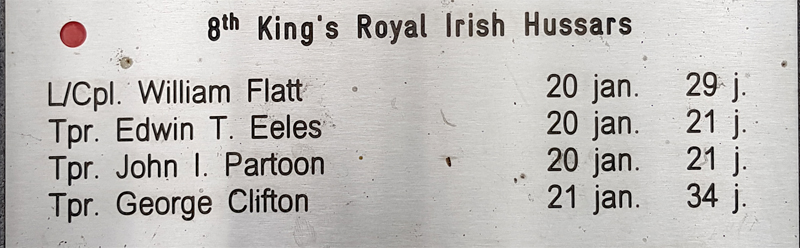 8th King's Royal Irish Hussars
L/Cpl. William Flatt 20 jan. 29 j.
Tpr. Edwin T. Eeles 20 jan. 21 j.
Tpr. John I. Partoon 20 jan. 21 j.
Tpr. George Clifton 21 jan. 34 j.